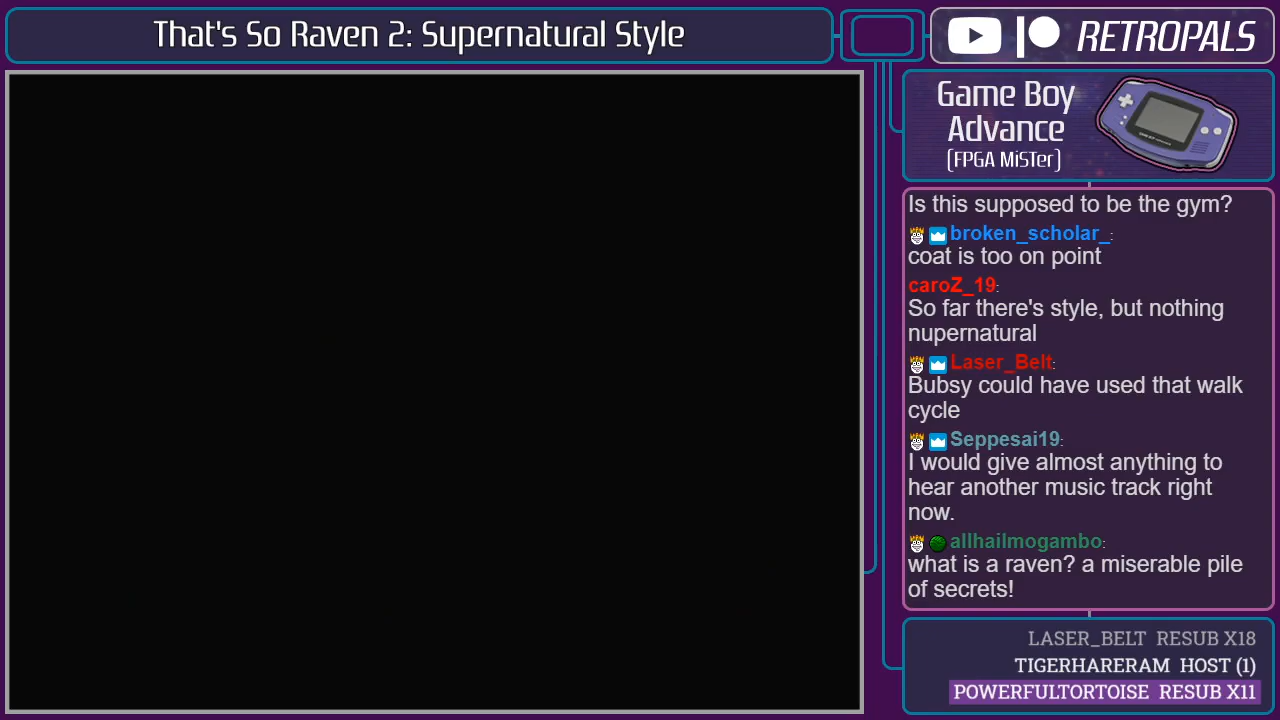 That's So Raven 2: Supernatural Style
RETROPALS
Game Boy
Advance
(FPGA MiSTer)
Is this supposed to be the gym?
broken_scholar_:
coat is too on point
caroZ_19:
So far there's style, but nothing
nupernatural
Laser_Belt:
Bubsy could have used that walk
cycle
Seppesai19:
I would give almost anything to
hear another music track right
now.
allhailmogambo:
what is a raven? a miserable pile
of secrets!
LASER_BELT RESUB X18
TIGERHARERAM HOST (1)
POWERFULTORTOISE RESUB X11